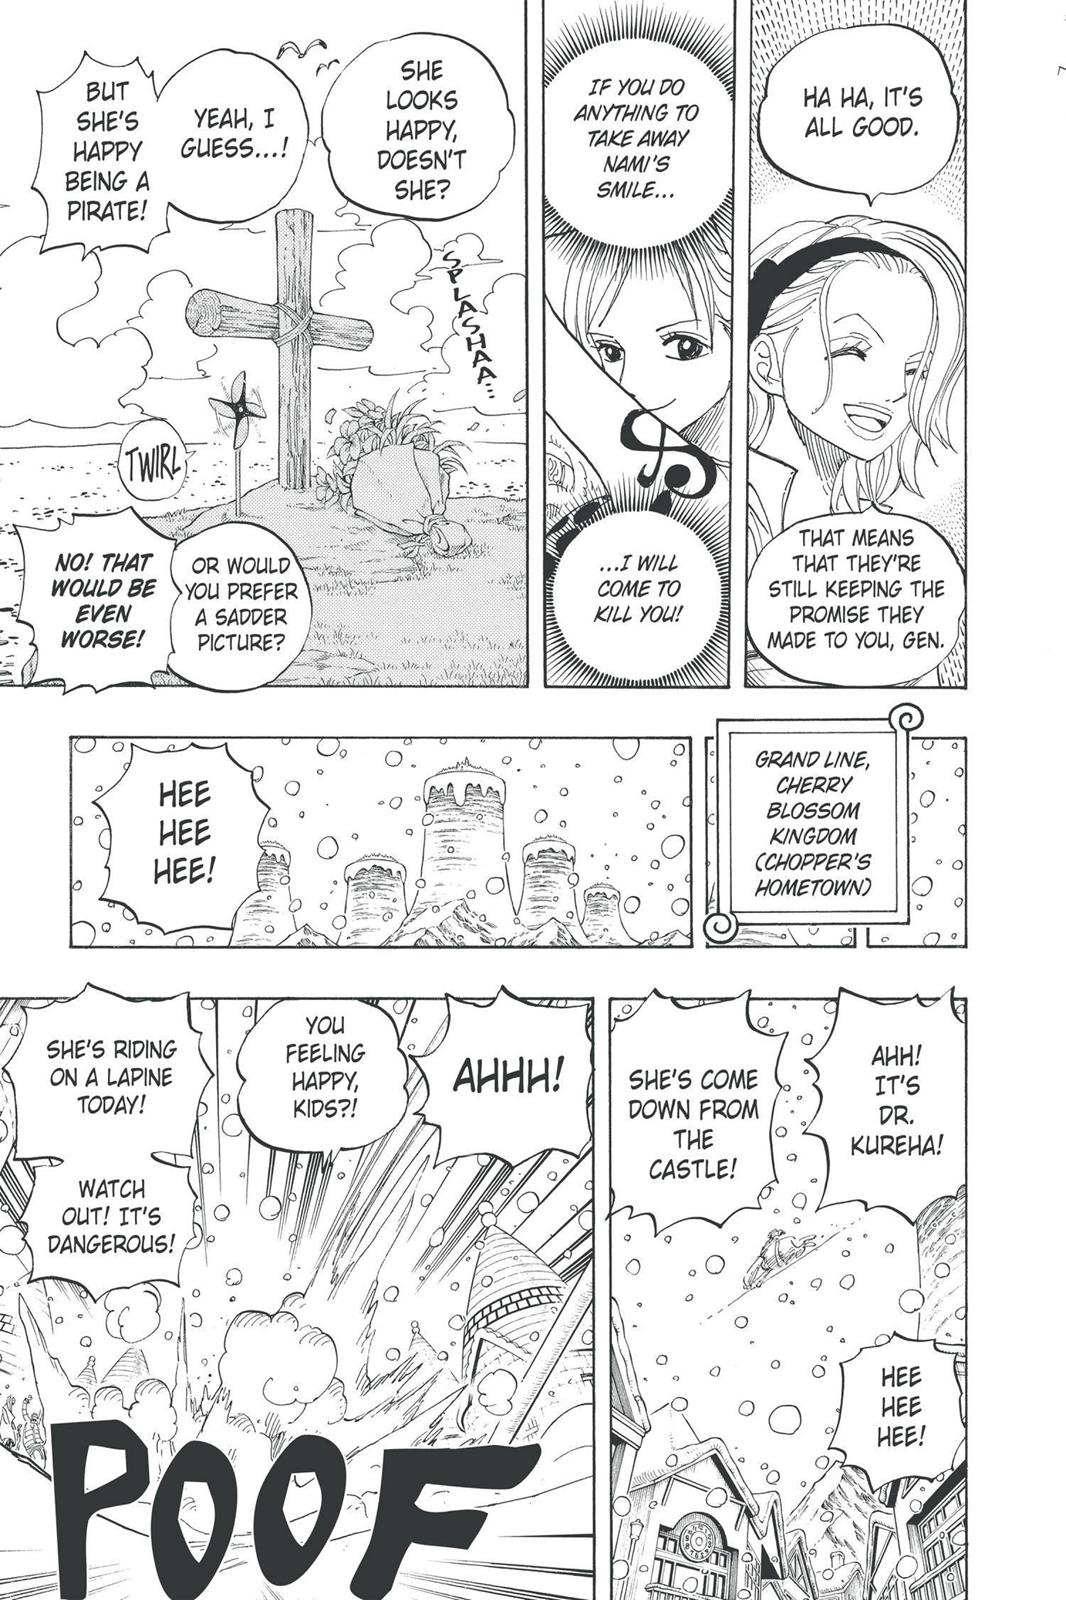 HA HA, IT'S
ALL GOOD.
THAT MEANS
THAT THEY'RE
STILL KEEPING THE
PROMISE THEY
MADE TO YOU, GEN.
IF YOU DO
ANYTHING TO
TAKE AWAY
NAMI'S
SMILE...
...I WILL
COME TO
KILL YOU!
SHE
LOOKS
HAPPY,
DOESN'T
SHE?
YEAH, I
GUESS...!
BUT
SHE'S
HAPPY
BEING A
PIRATE!
SPLASHAA...
TWIRL
OR WOULD
YOU PREFER
A SADDER
PICTURE?
NO! THAT
WOULD BE
EVEN
WORSE!
GRAND LINE,
CHERRY
BLOSSOM
KINGDOM
(CHOPPER'S
HOMETOWN)
HEE
HEE
HEE!
AHH!
IT'S
DR.
KUREHA!
SHE'S COME
DOWN FROM
THE
CASTLE!
HEE
HEE
HEE!
AHHH!
YOU
FEELING
HAPPY,
KIDS?!
SHE'S RIDING
ON A LAPINE
TODAY!
WATCH
OUT! IT'S
DANGEROUS!
POOF